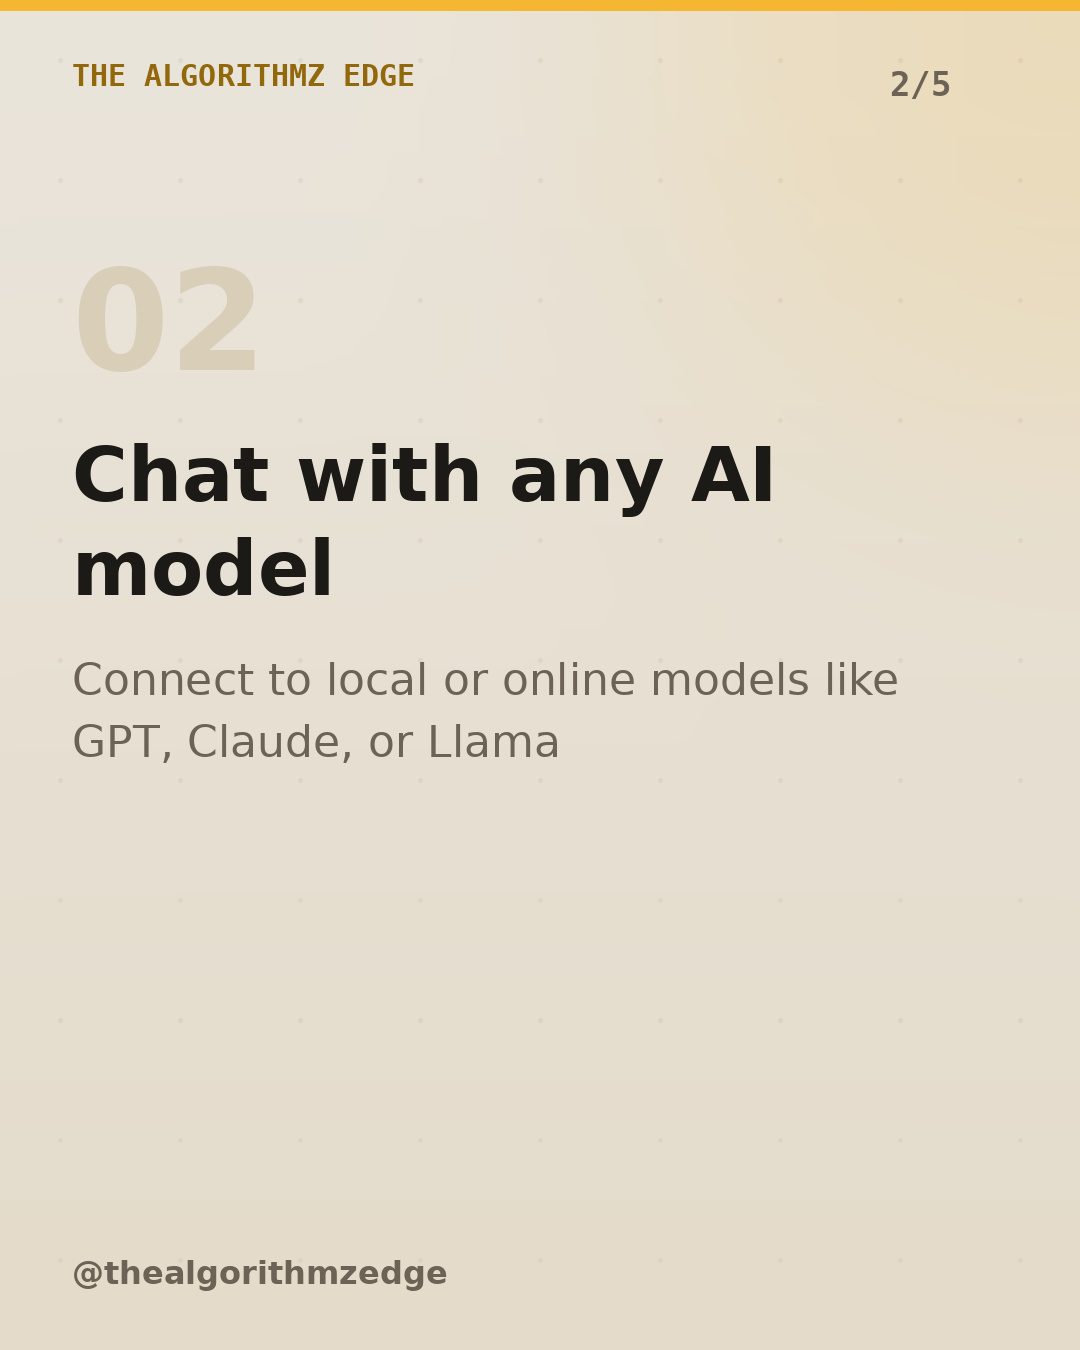 THE ALGORITHMZ EDGE
2/5
02
Chat with any AI
model
Connect to local or online models like
GPT, Claude, or Llama
@thealgorithmzedge